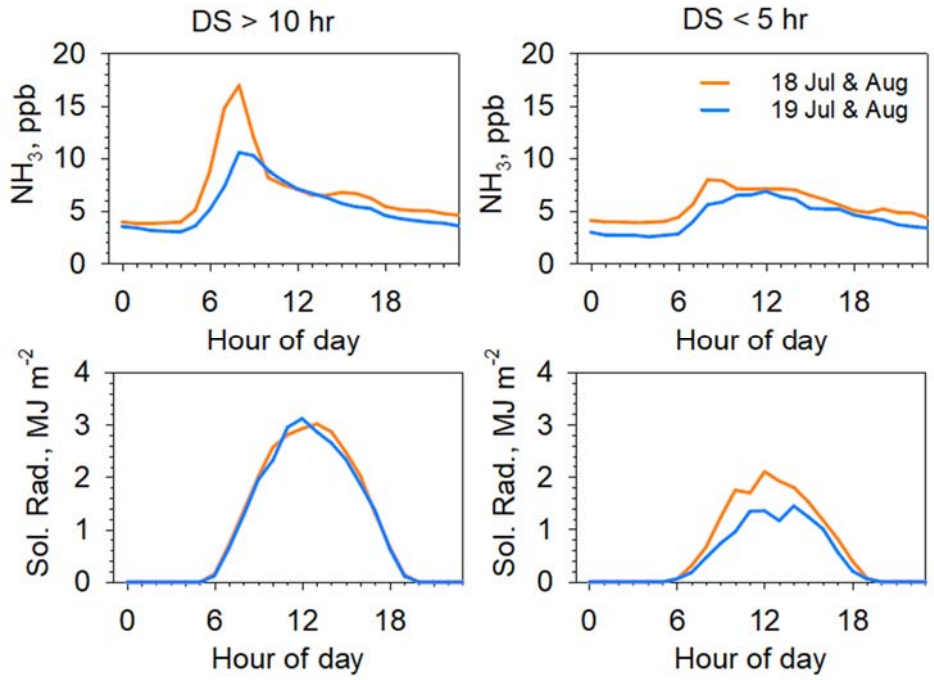 DS > 10 hr
DS < 5 hr
20
15
10
5
0
NH₃, ppb
0 6 12 18
Hour of day
20
15
10
5
0
NH₃, ppb
18 Jul & Aug
19 Jul & Aug
0 6 12 18
Hour of day
4
3
2
1
0
Sol. Rad., MJ m⁻²
0 6 12 18
Hour of day
4
3
2
1
0
Sol. Rad., MJ m⁻²
0 6 12 18
Hour of day